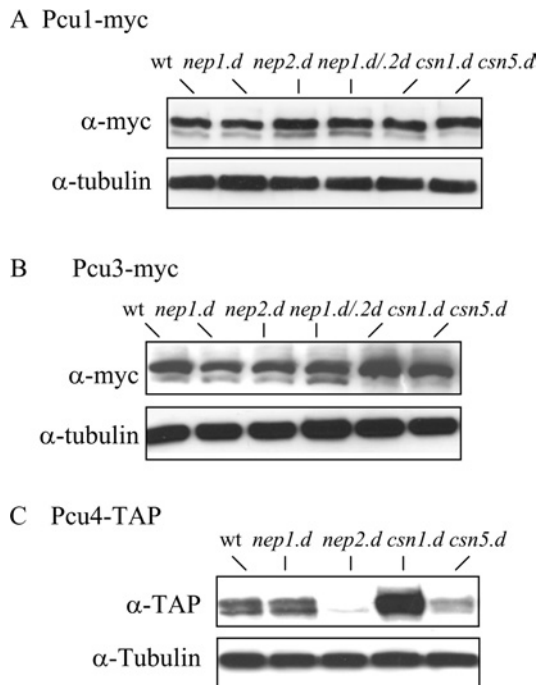 A Pcu1-myc
wt nep1.d nep2.d nep1.d/.2d csn1.d csn5.d
α-myc
α-tubulin
B Pcu3-myc
wt nep1.d nep2.d nep1.d/.2d csn1.d csn5.d
α-myc
α-tubulin
C Pcu4-TAP
wt nep1.d nep2.d csn1.d csn5.d
α-TAP
α-Tubulin